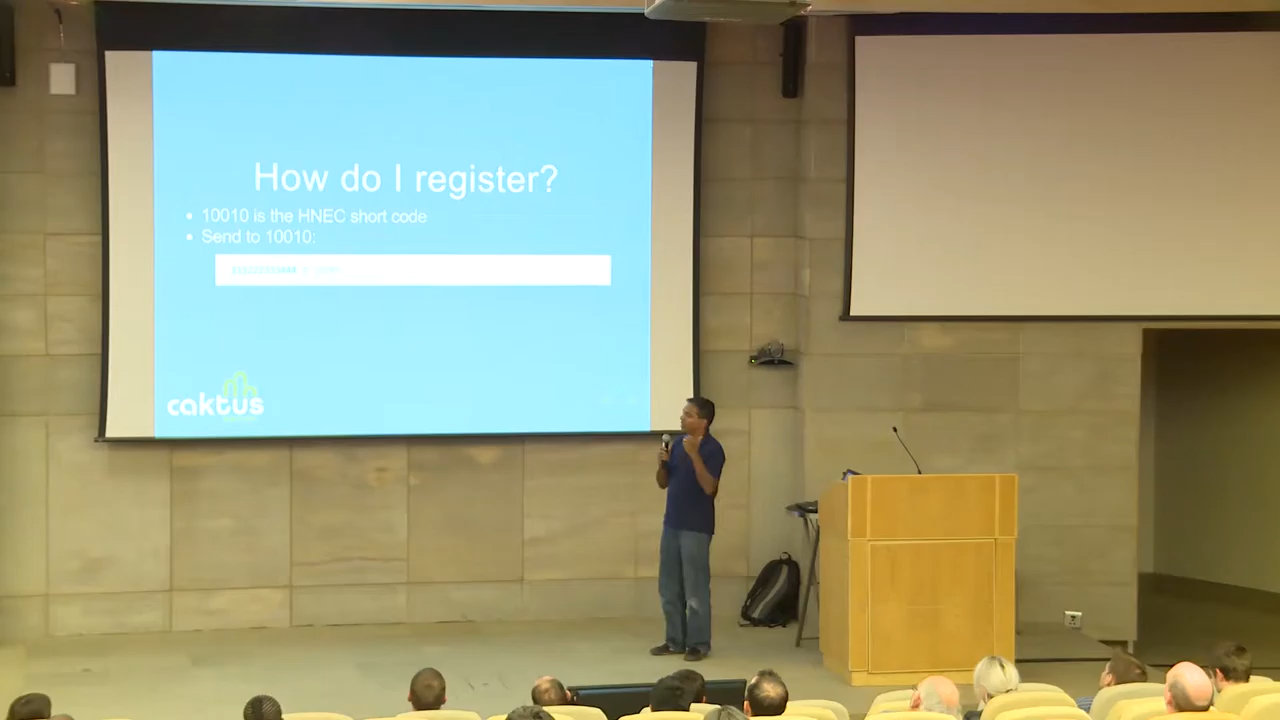 How do I register?
• 10010 is the HNEC short code
• Send to 10010:
caktus